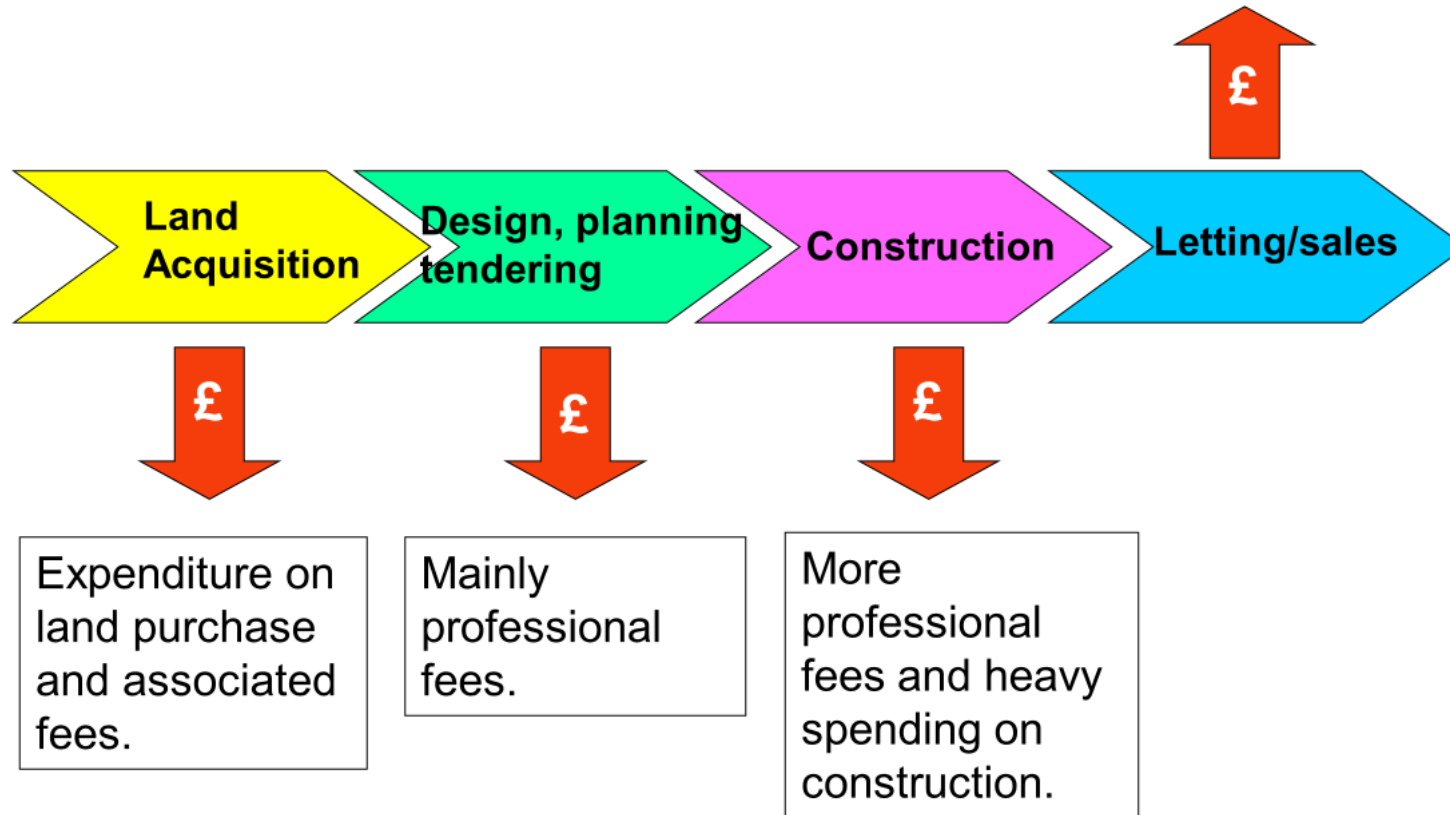 £
Land
Acquisition
Design, planning
tendering
Construction
Letting/sales
£
£
£
Expenditure on
land purchase
and associated
fees.
Mainly
professional
fees.
More
professional
fees and heavy
spending on
construction.